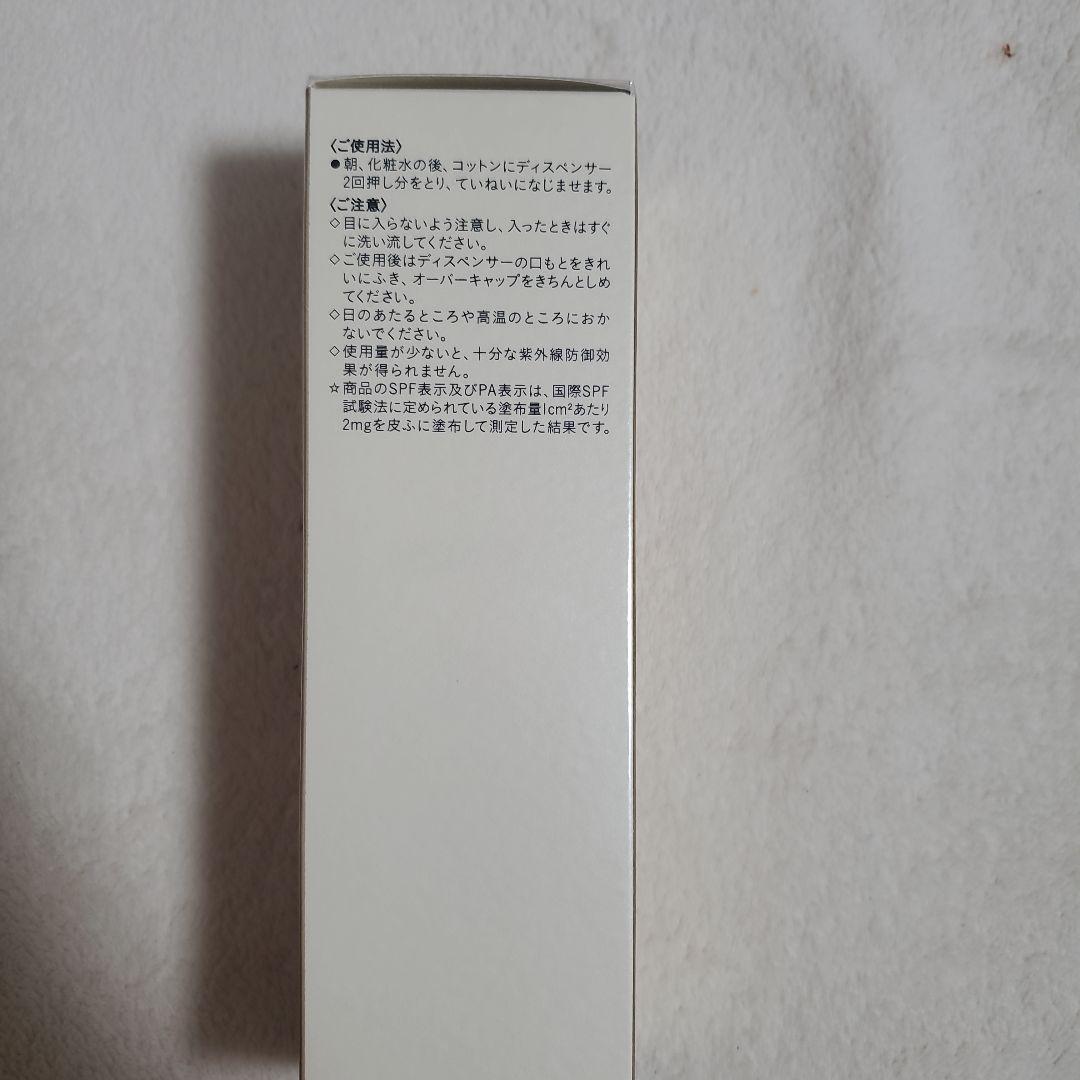 〈ご使用法〉
●朝、化粧水の後、コットンにディスペンサー
2回押し分をとり、ていねいになじませます。
〈ご注意〉
◇目に入らないよう注意し、入ったときはすぐ
に洗い流してください。
◇ご使用後はディスペンサーの口もとをきれ
いにふき、オーバーキャップをきちんとしめ
てください。
◇日のあたるところや高温のところにおか
ないでください。
◇使用量が少ないと、十分な紫外線防御効
果が得られません。
☆商品のSPF表示及びPA表示は、国際SPF
試験法に定められている塗布量1cm²あたり
2mgを皮ふに塗布して測定した結果です。